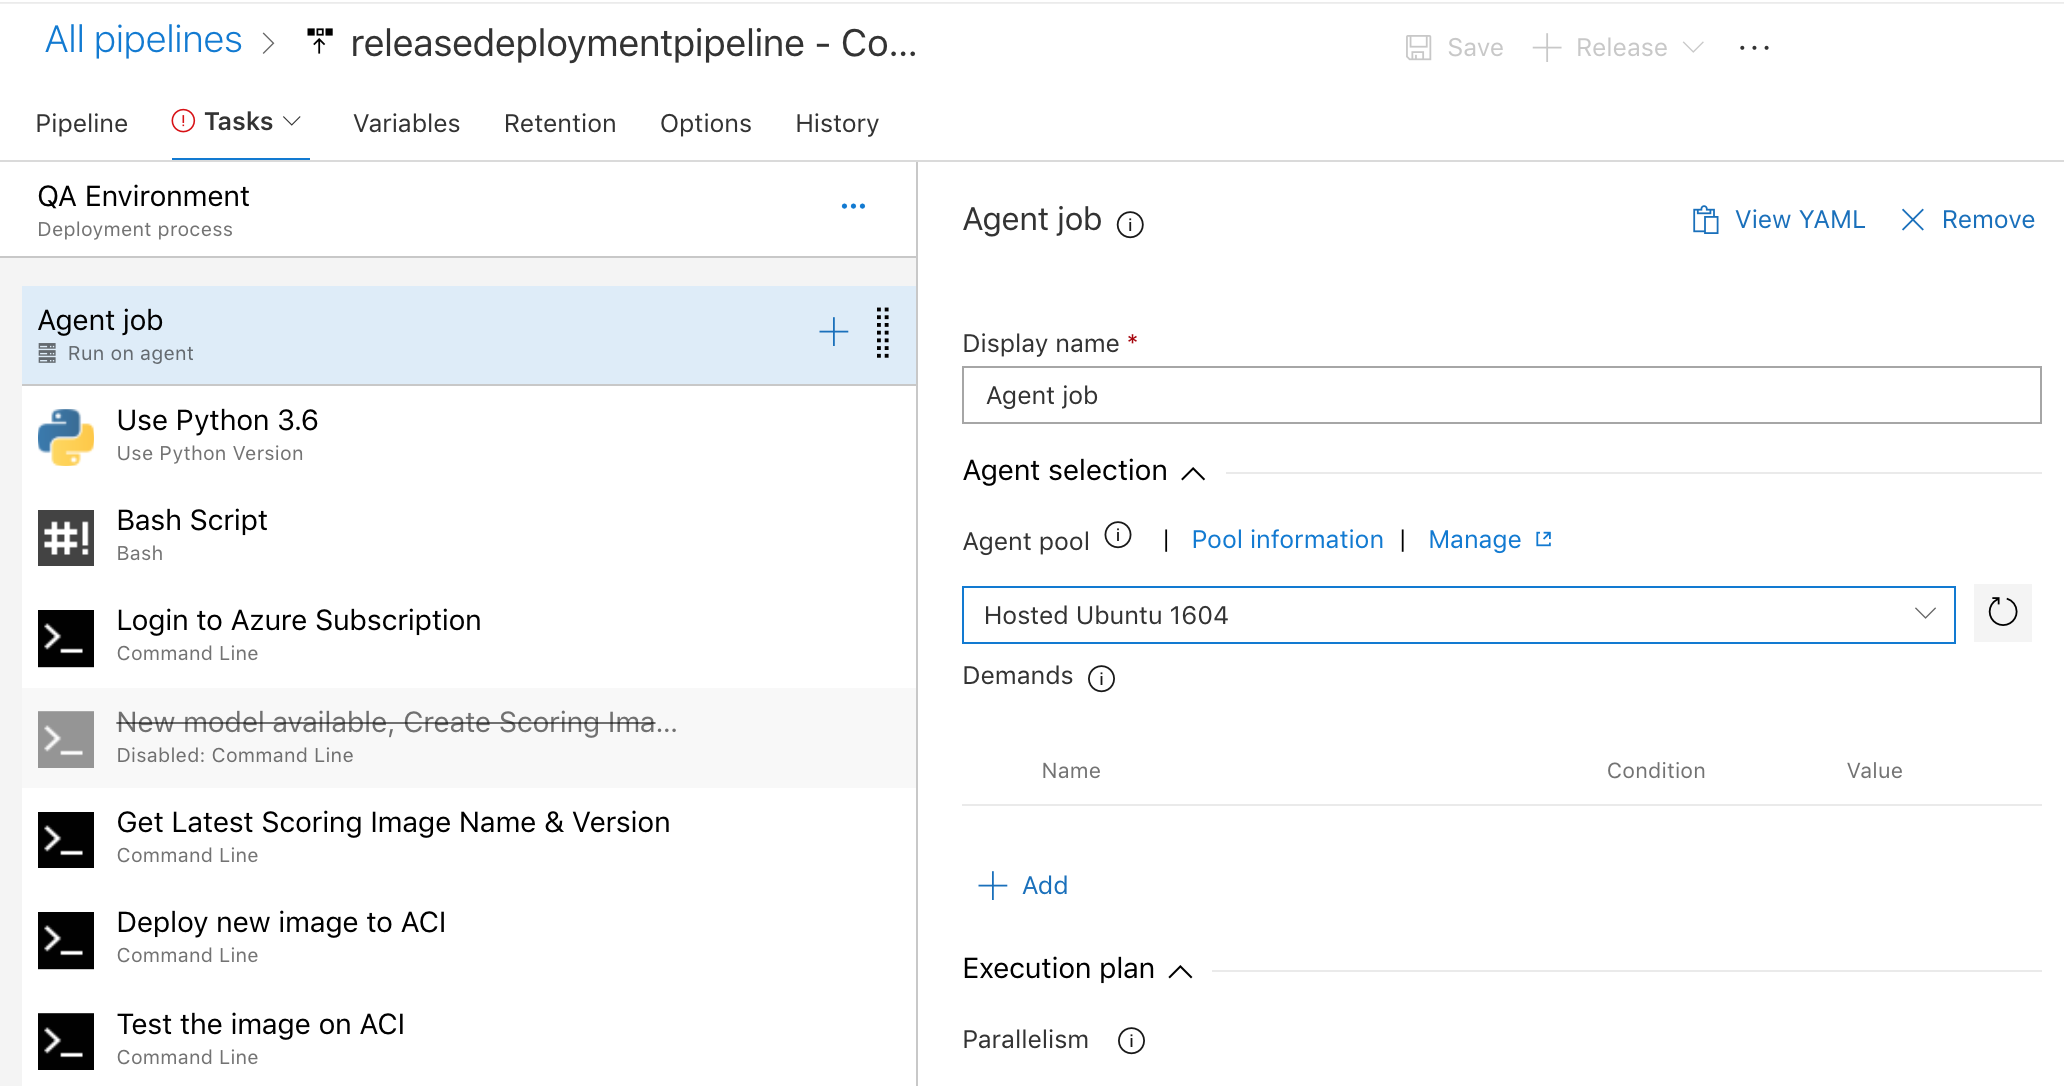 All pipelines > releasedeploymentpipeline - Co...
Save + Release ...
Pipeline Tasks Variables Retention Options History
QA Environment
Deployment process
...
Agent job
Run on agent
Use Python 3.6
Use Python Version
#! Bash Script
Bash
>_ Login to Azure Subscription
Command Line
>_ New model available, Create Scoring Ima...
Disabled: Command Line
>_ Get Latest Scoring Image Name & Version
Command Line
>_ Deploy new image to ACI
Command Line
>_ Test the image on ACI
Command Line
Agent job View YAML Remove
Display name *
Agent job
Agent selection
Agent pool | Pool information | Manage
Hosted Ubuntu 1604
Demands
Name Condition Value
+ Add
Execution plan
Parallelism